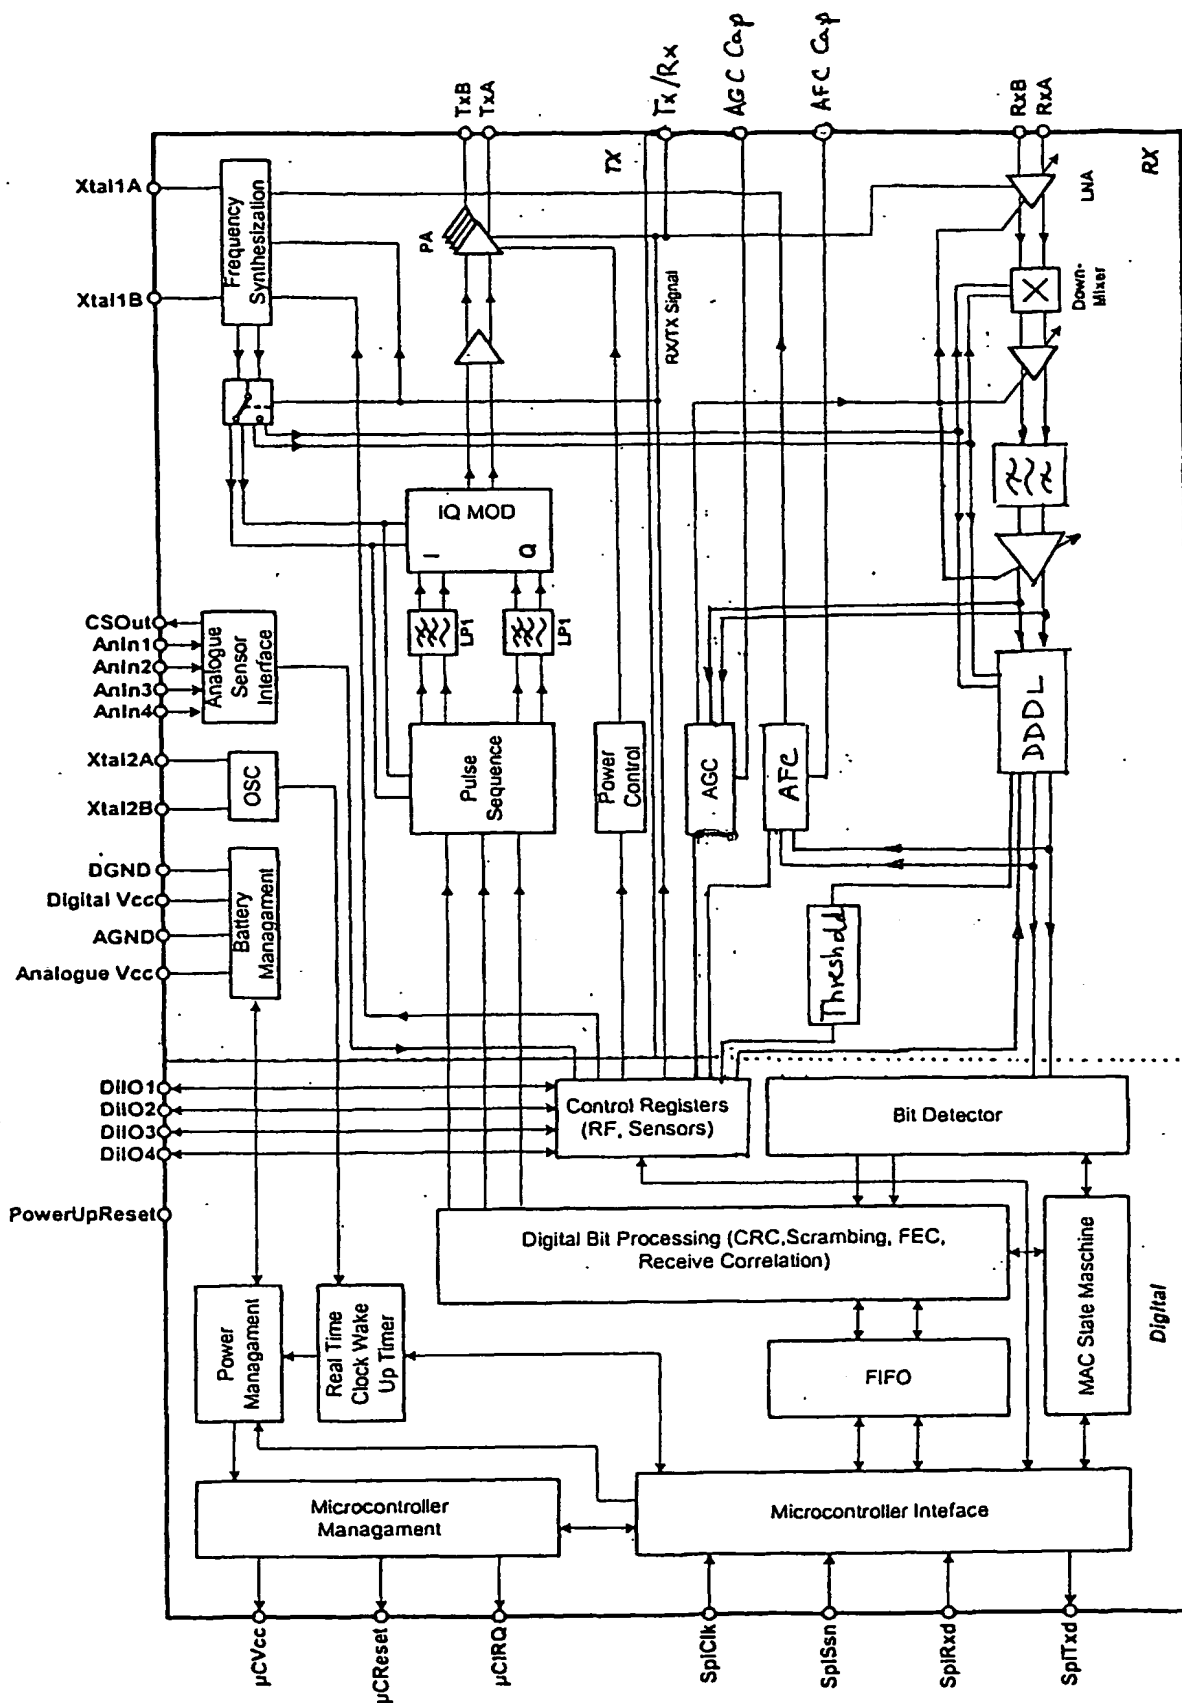 TxB
TxA
Tx/Rx
AGC Cap
AFC Cap
RxB
RxA
Xtal1A
Xtal1B
Frequency
Synthesization
PA
TX
RX/TX Signal
LNA
RX
Down-
Mixer
IQ MOD
I
Q
LP1
LP1
CSOut
AnIn1
AnIn2
AnIn3
AnIn4
Analogue
Sensor
Interface
Xtal2A
Xtal2B
OSC
Pulse
Sequence
Power
Control
AGC
AFC
DDDL
DGND
Digital Vcc
AGND
Analogue Vcc
Battery
Managament
Threshold
DiIO1
DiIO2
DiIO3
DiIO4
Control Registers
(RF, Sensors)
Bit Detector
PowerUpReset
Digital Bit Processing (CRC,Scrambing, FEC,
Receive Correlation)
MAC State Maschine
Digital
Power
Managament
Real Time
Clock Wake
Up Timer
FIFO
Microcontroller
Managament
Microcontroller Inteface
µCVcc
µCReset
µCIRQ
SpiClk
SpiSsn
SpiRxd
SpiTxd